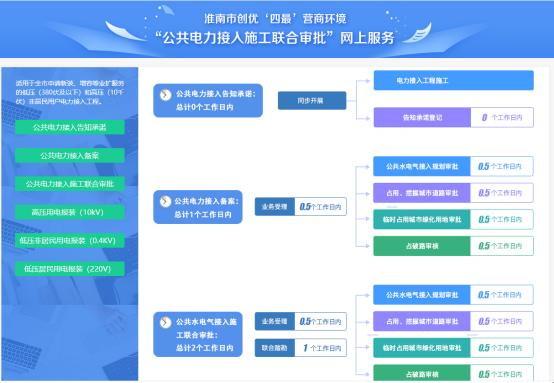 淮南市创优‘四最’营商环境
“公共电力接入施工联合审批”网上服务
适用于全市申请新装、增容等业扩服务
的低压（380伏及以下）和高压（10千
伏）非居民用户电力接入工程。
公共电力接入告知承诺
公共电力接入备案
公共电力接入施工联合审批
高压用电报装（10kV）
低压非居民用电报装（0.4KV）
低压居民用电报装（220V）
公共电力接入告知承诺：
总计0个工作日内
同步开展
电力接入工程施工
告知承诺登记
0 个工作日内
公共电力接入备案：
总计1个工作日内
业务受理
0.5个工作日内
公共水电气接入规划审批
0.5个工作日内
占用、挖掘城市道路审批
0.5个工作日内
临时占用城市绿化用地审批
0.5个工作日内
占破路审核
0.5个工作日内
公共水电气接入施
工联合审批：
总计2个工作日内
业务受理
0.5个工作日内
联合踏勘
1 个工作日内
公共水电气接入规划审批
0.5个工作日内
占用、挖掘城市道路审批
0.5个工作日内
临时占用城市绿化用地审批
0.5个工作日内
占破路审核
0.5个工作日内